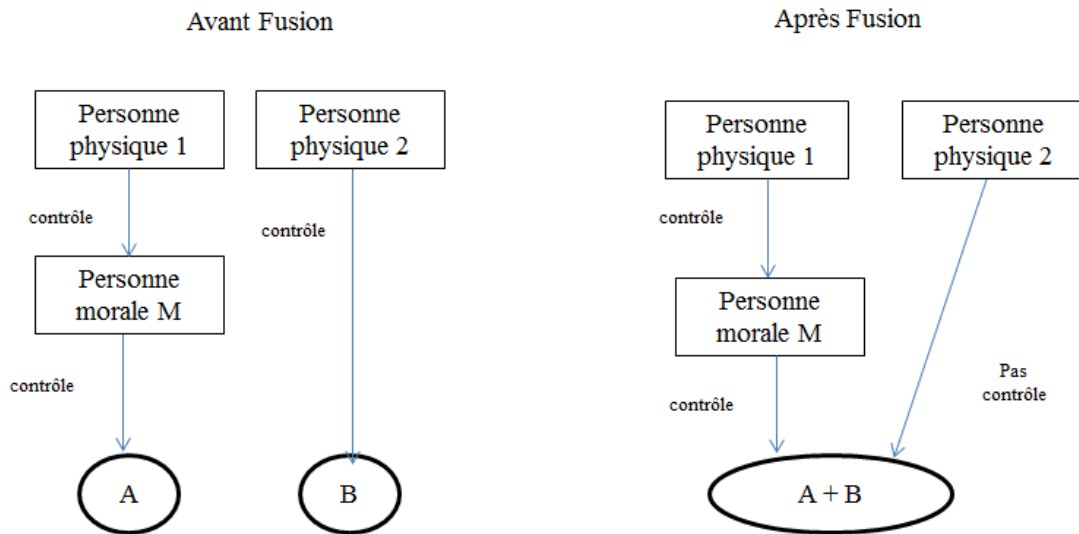 Avant Fusion
Personne
physique 1
Personne
physique 2
contrôle
contrôle
Personne
morale M
contrôle
A
B
Après Fusion
Personne
physique 1
Personne
physique 2
contrôle
Personne
morale M
Pas
contrôle
contrôle
A + B